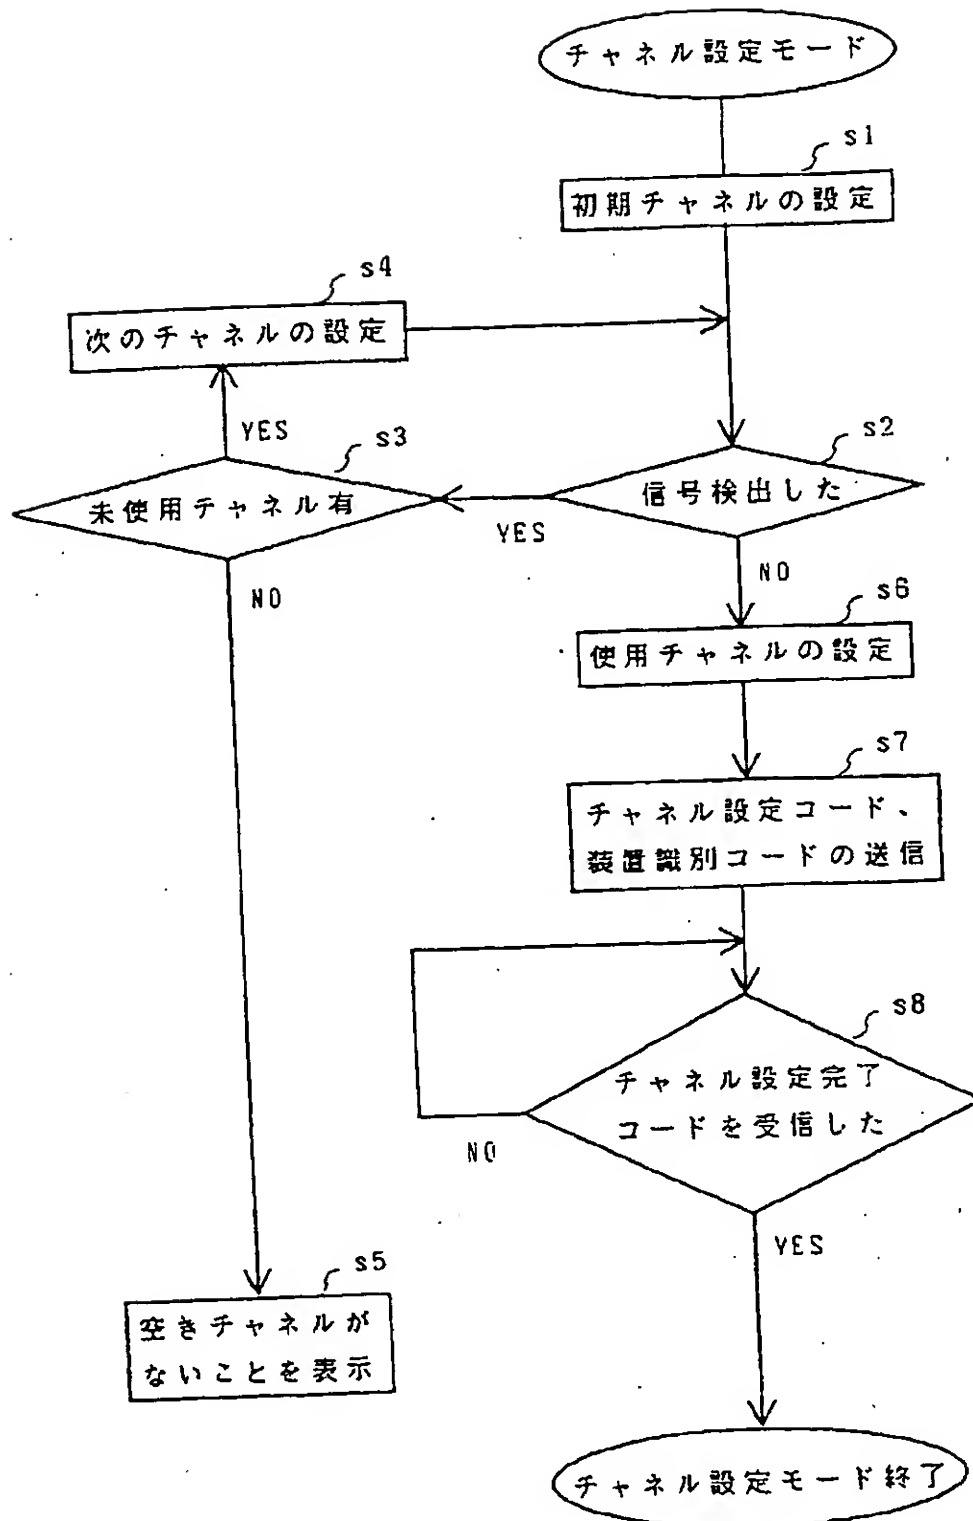 チャネル設定モード
s1
初期チャネルの設定
s4
次のチャネルの設定
YES
s3
未使用チャネル有
YES
s2
信号検出した
NO
NO
s6
使用チャネルの設定
s7
チャネル設定コード、
装置識別コードの送信
s8
チャネル設定完了
コードを受信した
NO
YES
s5
空きチャネルが
ないことを表示
チャネル設定モード終了